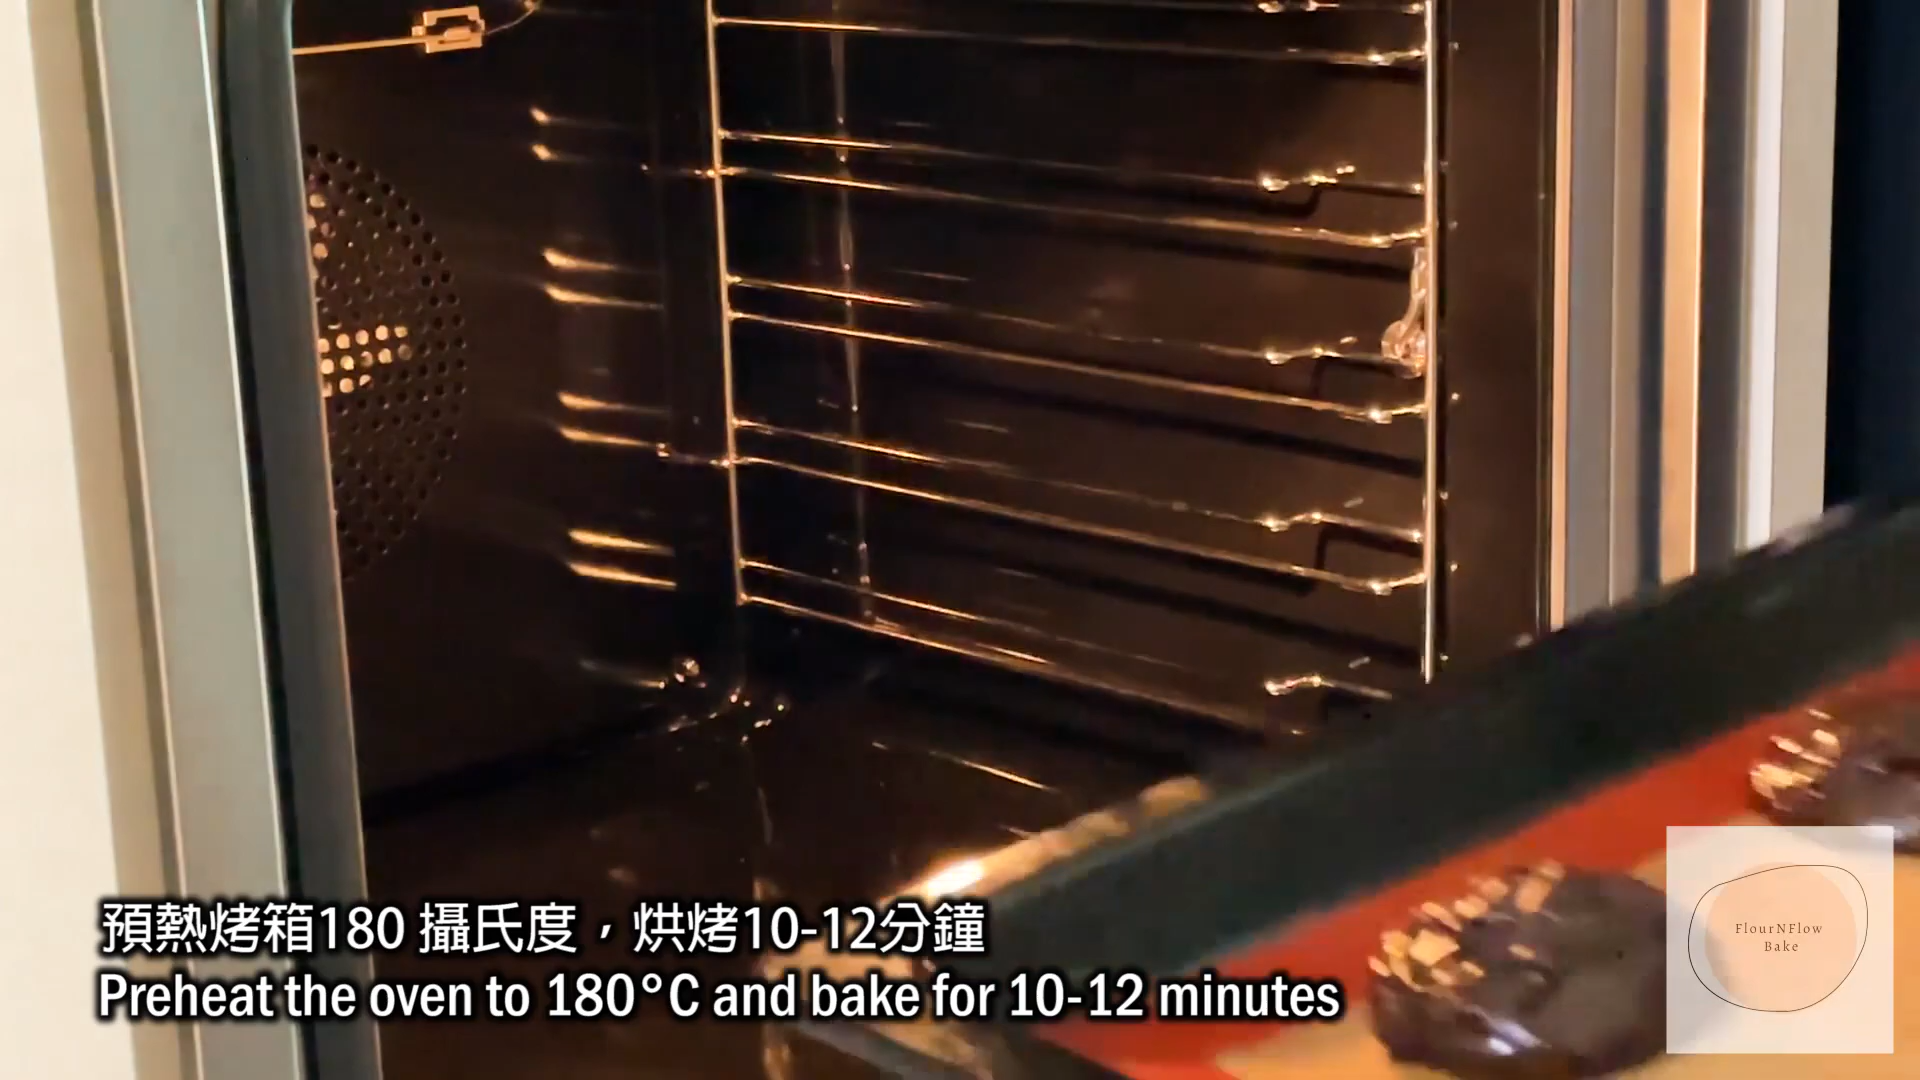 預熱烤箱180 攝氏度，烘烤10-12分鐘
Preheat the oven to 180°C and bake for 10-12 minutes
FlourNFlow
Bake